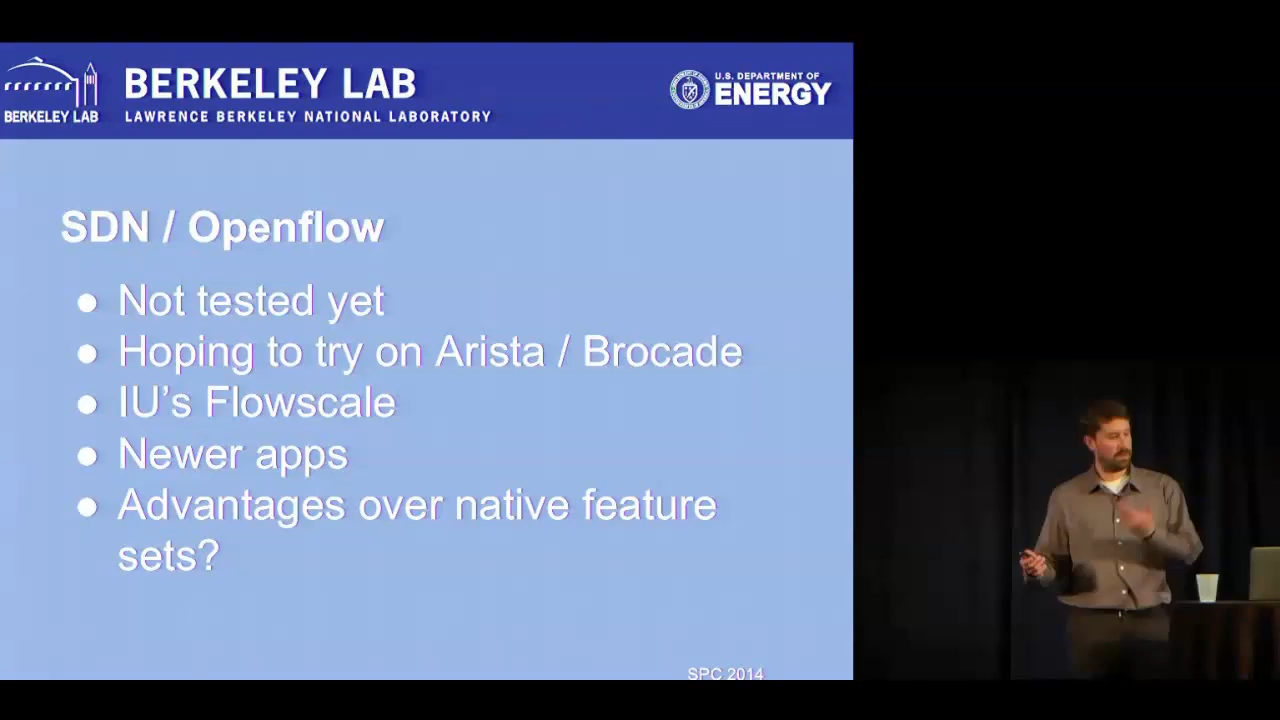 BERKELEY LAB
BERKELEY LAB
LAWRENCE BERKELEY NATIONAL LABORATORY
U.S. DEPARTMENT OF
ENERGY
SDN / Openflow
● Not tested yet
● Hoping to try on Arista / Brocade
● IU’s Flowscale
● Newer apps
● Advantages over native feature
sets?
SPC 2014